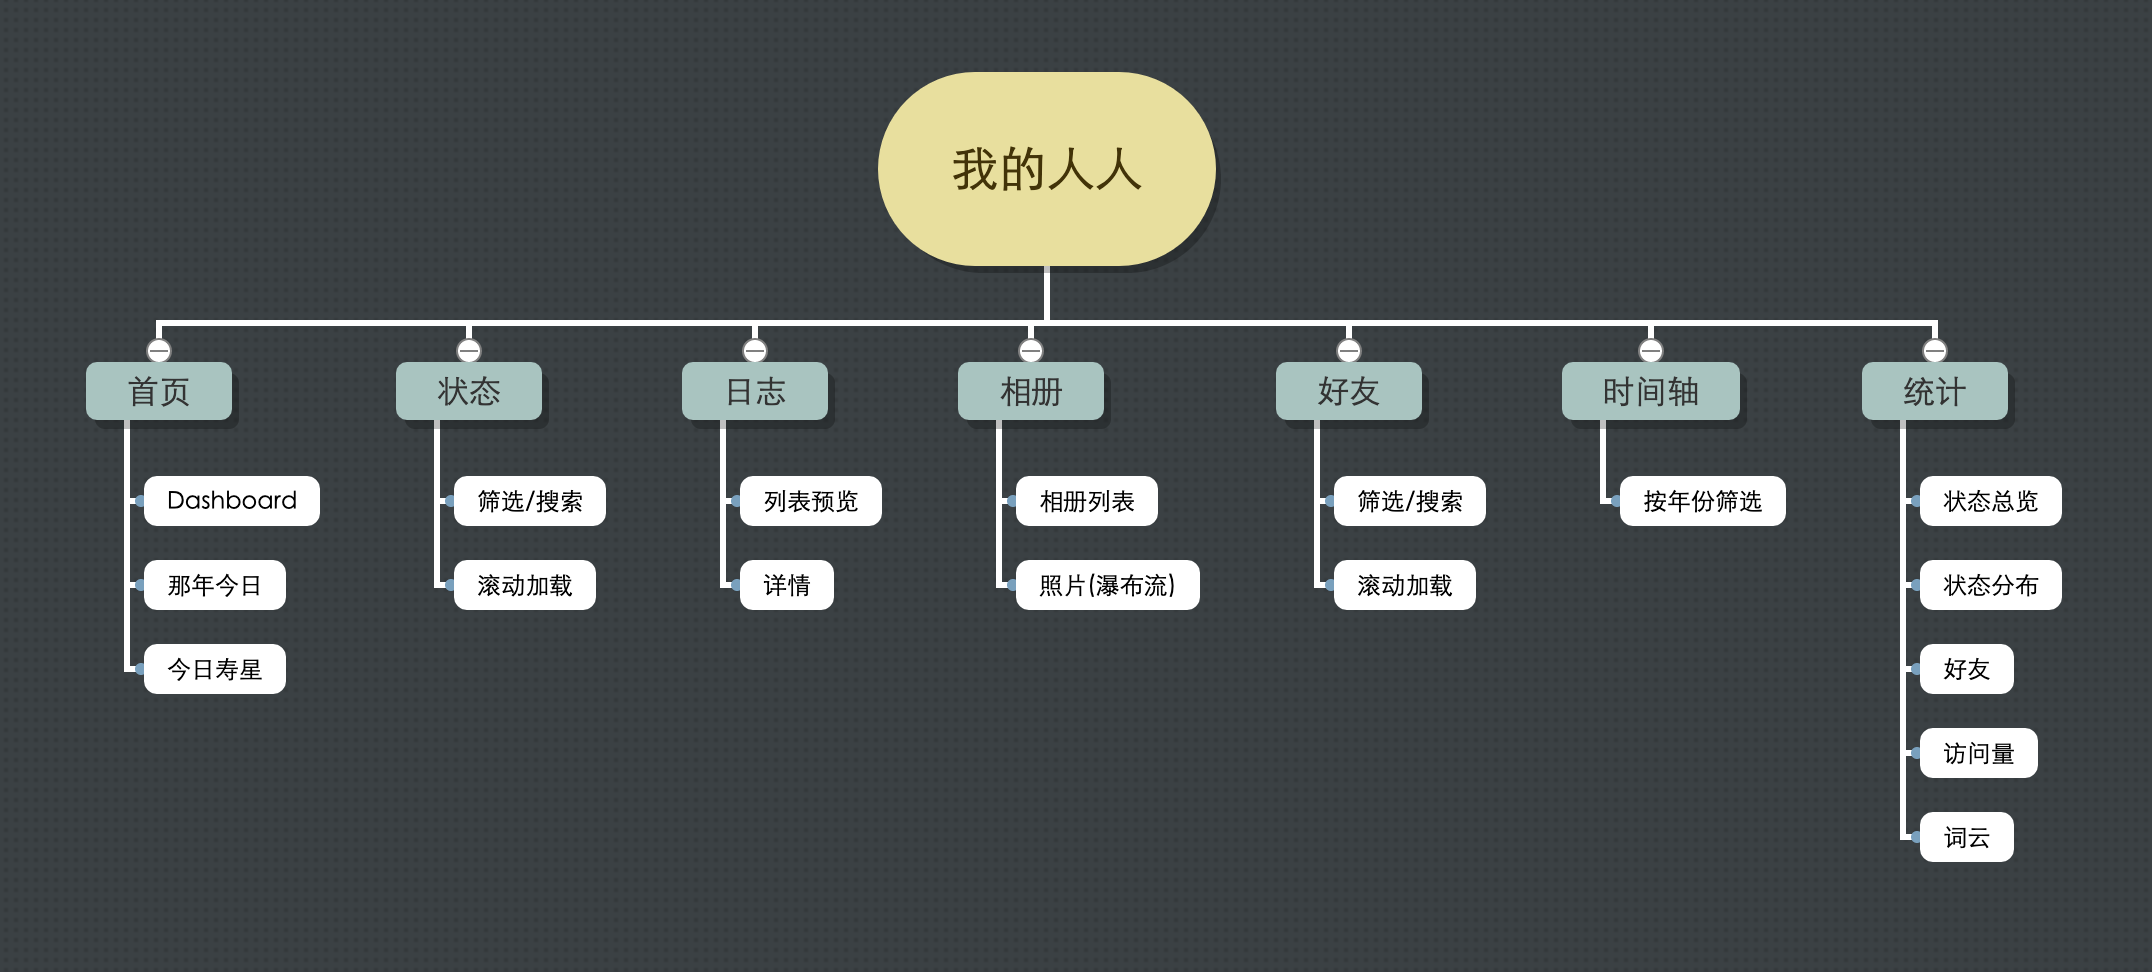 我的人人
首页
状态
日志
相册
好友
时间轴
统计
Dashboard
筛选/搜索
列表预览
相册列表
筛选/搜索
按年份筛选
状态总览
那年今日
滚动加载
详情
照片(瀑布流)
滚动加载
状态分布
今日寿星
好友
访问量
词云